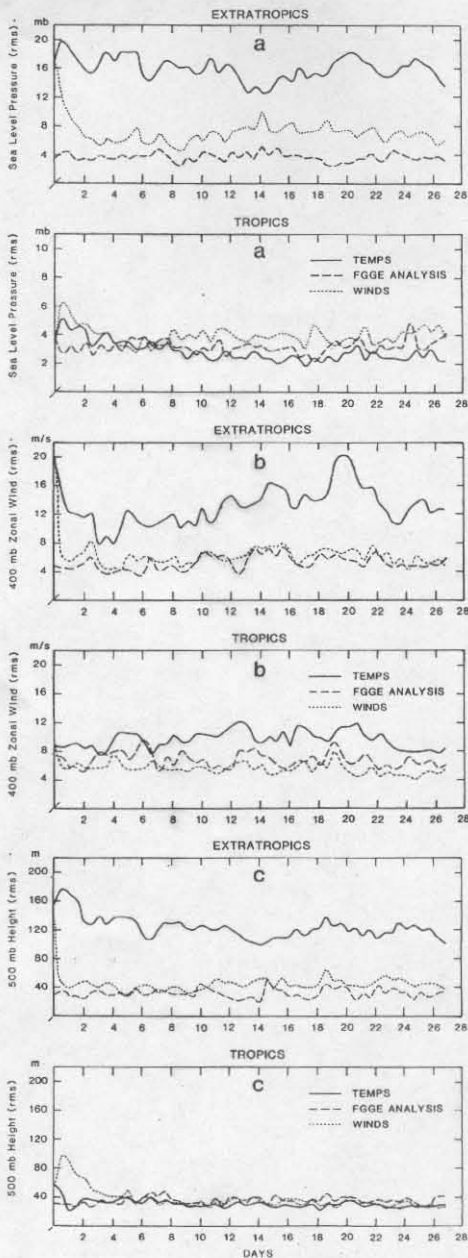 EXTRATROPICS
mb
a
20
16
12
8
4
Sea Level Pressure (rms)
2 4 6 8 10 12 14 16 18 20 22 24 26 28
TROPICS
mb
a
10
8
6
4
2
Sea Level Pressure (rms)
TEMPS
FGGE ANALYSIS
WINDS
2 4 6 8 10 12 14 16 18 20 22 24 26 28
EXTRATROPICS
m/s
b
20
16
12
8
4
400 mb Zonal Wind (rms)
2 4 6 8 10 12 14 16 18 20 22 24 26 28
TROPICS
m/s
b
20
16
12
8
4
400 mb Zonal Wind (rms)
TEMPS
FGGE ANALYSIS
WINDS
2 4 6 8 10 12 14 16 18 20 22 24 26 28
EXTRATROPICS
m
c
200
160
120
80
40
500 mb Height (rms)
2 4 6 8 10 12 14 16 18 20 22 24 26 28
TROPICS
m
c
200
160
120
80
40
500 mb Height (rms)
TEMPS
FGGE ANALYSIS
WINDS
2 4 6 8 10 12 14 16 18 20 22 24 26 28
DAYS